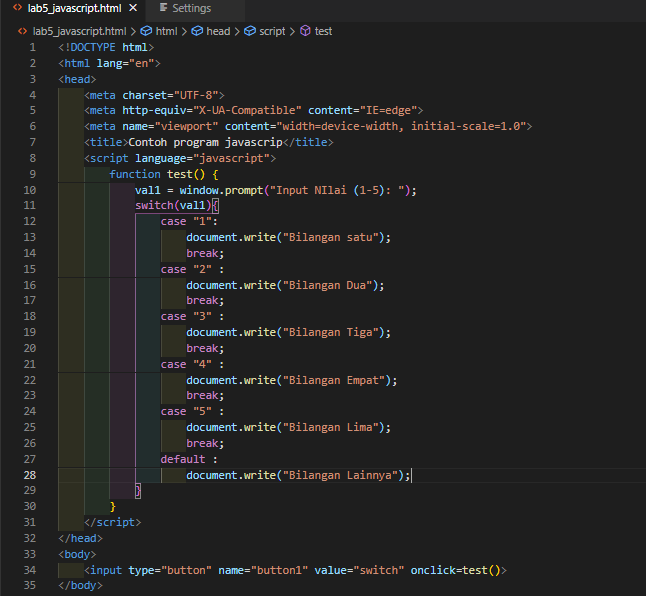 lab5_javascript.html Settings
lab5_javascript.html > html > head > script > test
1 <!DOCTYPE html>
2 <html lang="en">
3 <head>
4 <meta charset="UTF-8">
5 <meta http-equiv="X-UA-Compatible" content="IE=edge">
6 <meta name="viewport" content="width=device-width, initial-scale=1.0">
7 <title>Contoh program javascrip</title>
8 <script language="javascript">
9 function test() {
10 val1 = window.prompt("Input NIlai (1-5): ");
11 switch(val1){
12 case "1":
13 document.write("Bilangan satu");
14 break;
15 case "2" :
16 document.write("Bilangan Dua");
17 break;
18 case "3" :
19 document.write("Bilangan Tiga");
20 break;
21 case "4" :
22 document.write("Bilangan Empat");
23 break;
24 case "5" :
25 document.write("Bilangan Lima");
26 break;
27 default :
28 document.write("Bilangan Lainnya");
29 }
30 }
31 </script>
32 </head>
33 <body>
34 <input type="button" name="button1" value="switch" onclick=test()>
35 </body>